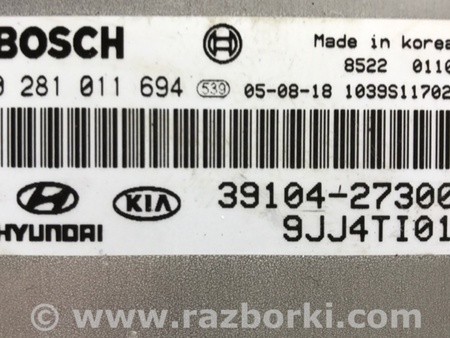 BOSCH
Made in korea
8522 0110
0 281 011 694 539 05-08-18 1039S11702
KIA 39104-27300
HYUNDAI 9JJ4TI01
© www.razborki.com